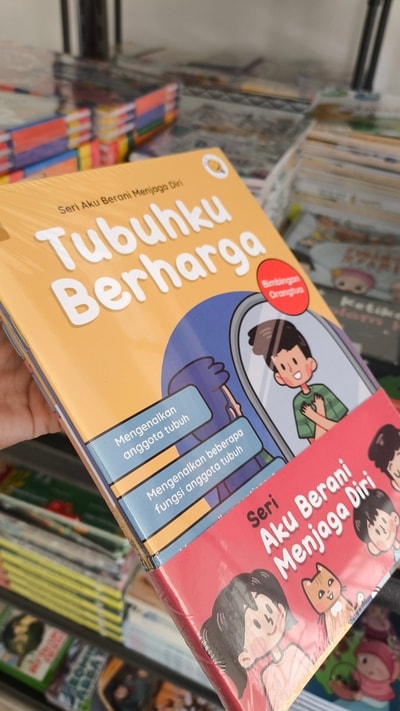 Seri Aku Berani Menjaga Diri
Tubuhku
Berharga
Bimbingan
Orangtua
Mengenalkan
anggota tubuh
Mengenalkan beberapa
fungsi anggota tubuh
Seri
Aku Berani
Menjaga Diri
Ketika